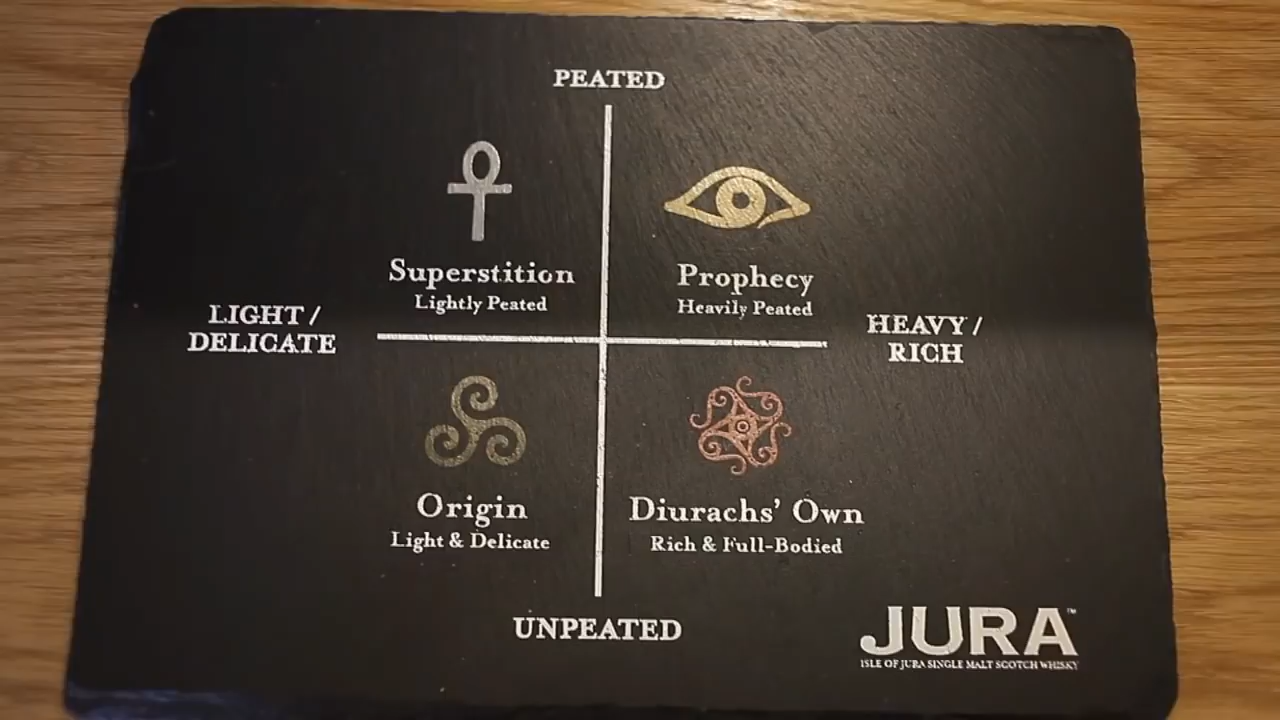 PEATED
Superstition
Lightly Peated
Prophecy
Heavily Peated
LIGHT /
DELICATE
HEAVY /
RICH
Origin
Light & Delicate
Diurachs' Own
Rich & Full-Bodied
UNPEATED
JURA™
ISLE OF JURA SINGLE MALT SCOTCH WHISKY